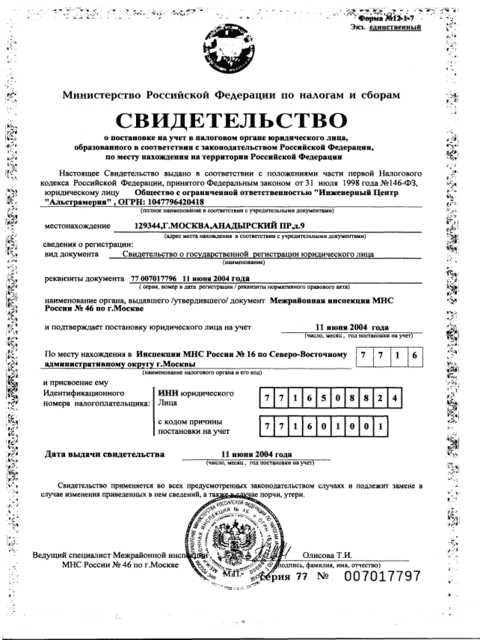 Форма №12-1-7
Экз. единственный
Министерство Российской Федерации по налогам и сборам
СВИДЕТЕЛЬСТВО
о постановке на учет в налоговом органе юридического лица,
образованного в соответствии с законодательством Российской Федерации,
по месту нахождения на территории Российской Федерации
Настоящее Свидетельство выдано в соответствии с положениями части первой Налогового
кодекса Российской Федерации, принятого Федеральным законом от 31 июля 1998 года №146-ФЗ,
юридическому лицу Общество с ограниченной ответственностью "Инженерный Центр
"Альстрамерия" , ОГРН: 1047796420418
(полное наименование в соответствии с учредительными документами)
местонахождение 129344,Г.МОСКВА,АНАДЫРСКИЙ ПР,д.9
(адрес места нахождения в соответствии с учредительными документами)
сведения о регистрации:
вид документ Свидетельство о государственной регистрации юридического лица
(наименование)
реквизиты документа 77 007017796 11 июня 2004 года
( серия, номер и дата регистрации / реквизиты нормативного правового акта)
наименование органа, выдавшего /утвердившего/ документ Межрайонная инспекция МНС
России № 46 по г.Москве
и подтверждает постановку юридического лица на учет 11 июня 2004 года
(число, месяц , год постановки на учет)
По месту нахождения в Инспекции МНС России № 16 по Северо-Восточному 7 7 1 6
административному округу г.Москвы
(наименование налогового органа и его код)
и присвоение ему
Идентификационного ИНН юридического 7 7 1 6 5 0 8 8 2 4
номера налогоплательщика: Лица
с кодом причины 7 7 1 6 0 1 0 0 1
постановки на учет
Дата выдачи свидетельства 11 июня 2004 года
(число, месяц , год постановки на учет)
Свидетельство применяется во всех предусмотренных законодательством случаях и подлежит замене в
случае изменения приведенных в нем сведений, а также в случае порчи, утери.
Ведущий специалист Межрайонной инспекции Олисова Т.И.
МНС России № 46 по г.Москве (подпись, фамилия, имя, отчество)
М.П. серия 77 № 007017797